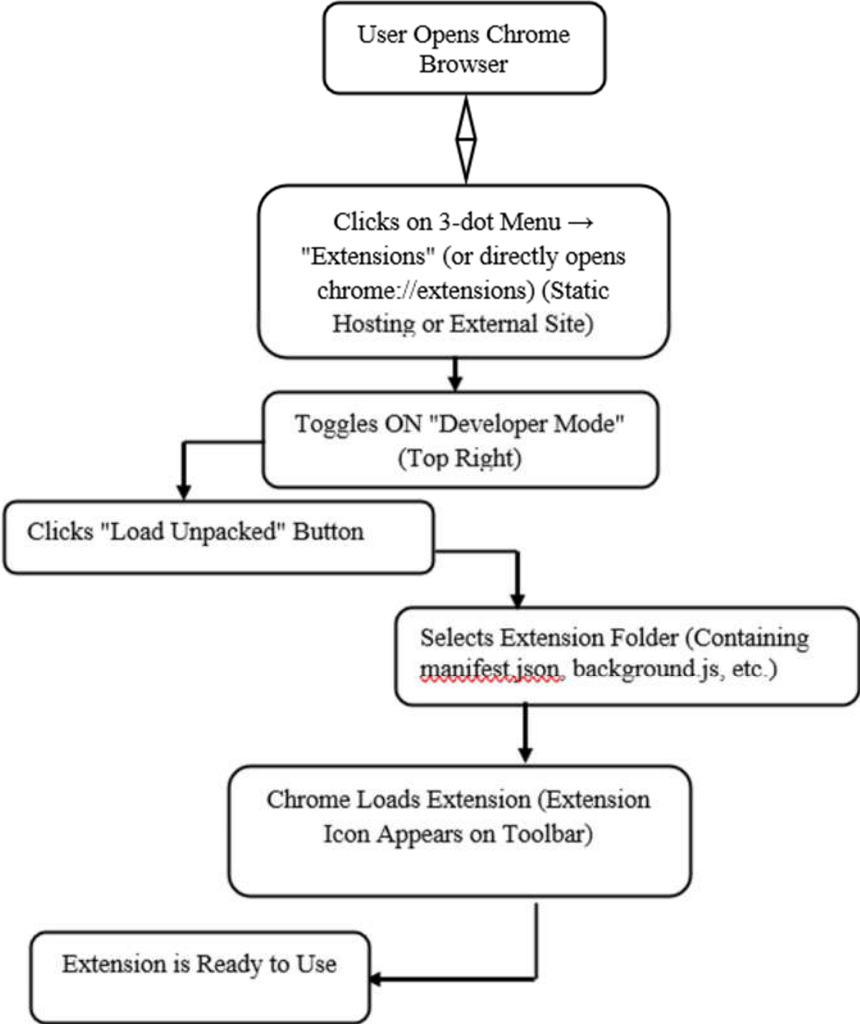 User Opens Chrome
Browser
Clicks on 3-dot Menu →
"Extensions" (or directly opens
chrome://extensions) (Static
Hosting or External Site)
Toggles ON "Developer Mode"
(Top Right)
Clicks "Load Unpacked" Button
Selects Extension Folder (Containing
manifest.json, background.js, etc.)
Chrome Loads Extension (Extension
Icon Appears on Toolbar)
Extension is Ready to Use